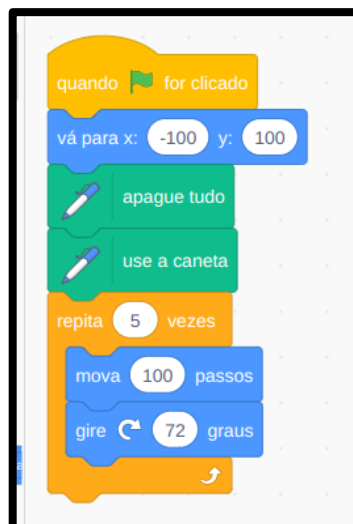 quando for clicado
vá para x: -100 y: 100
apague tudo
use a caneta
repita 5 vezes
mova 100 passos
gire 72 graus